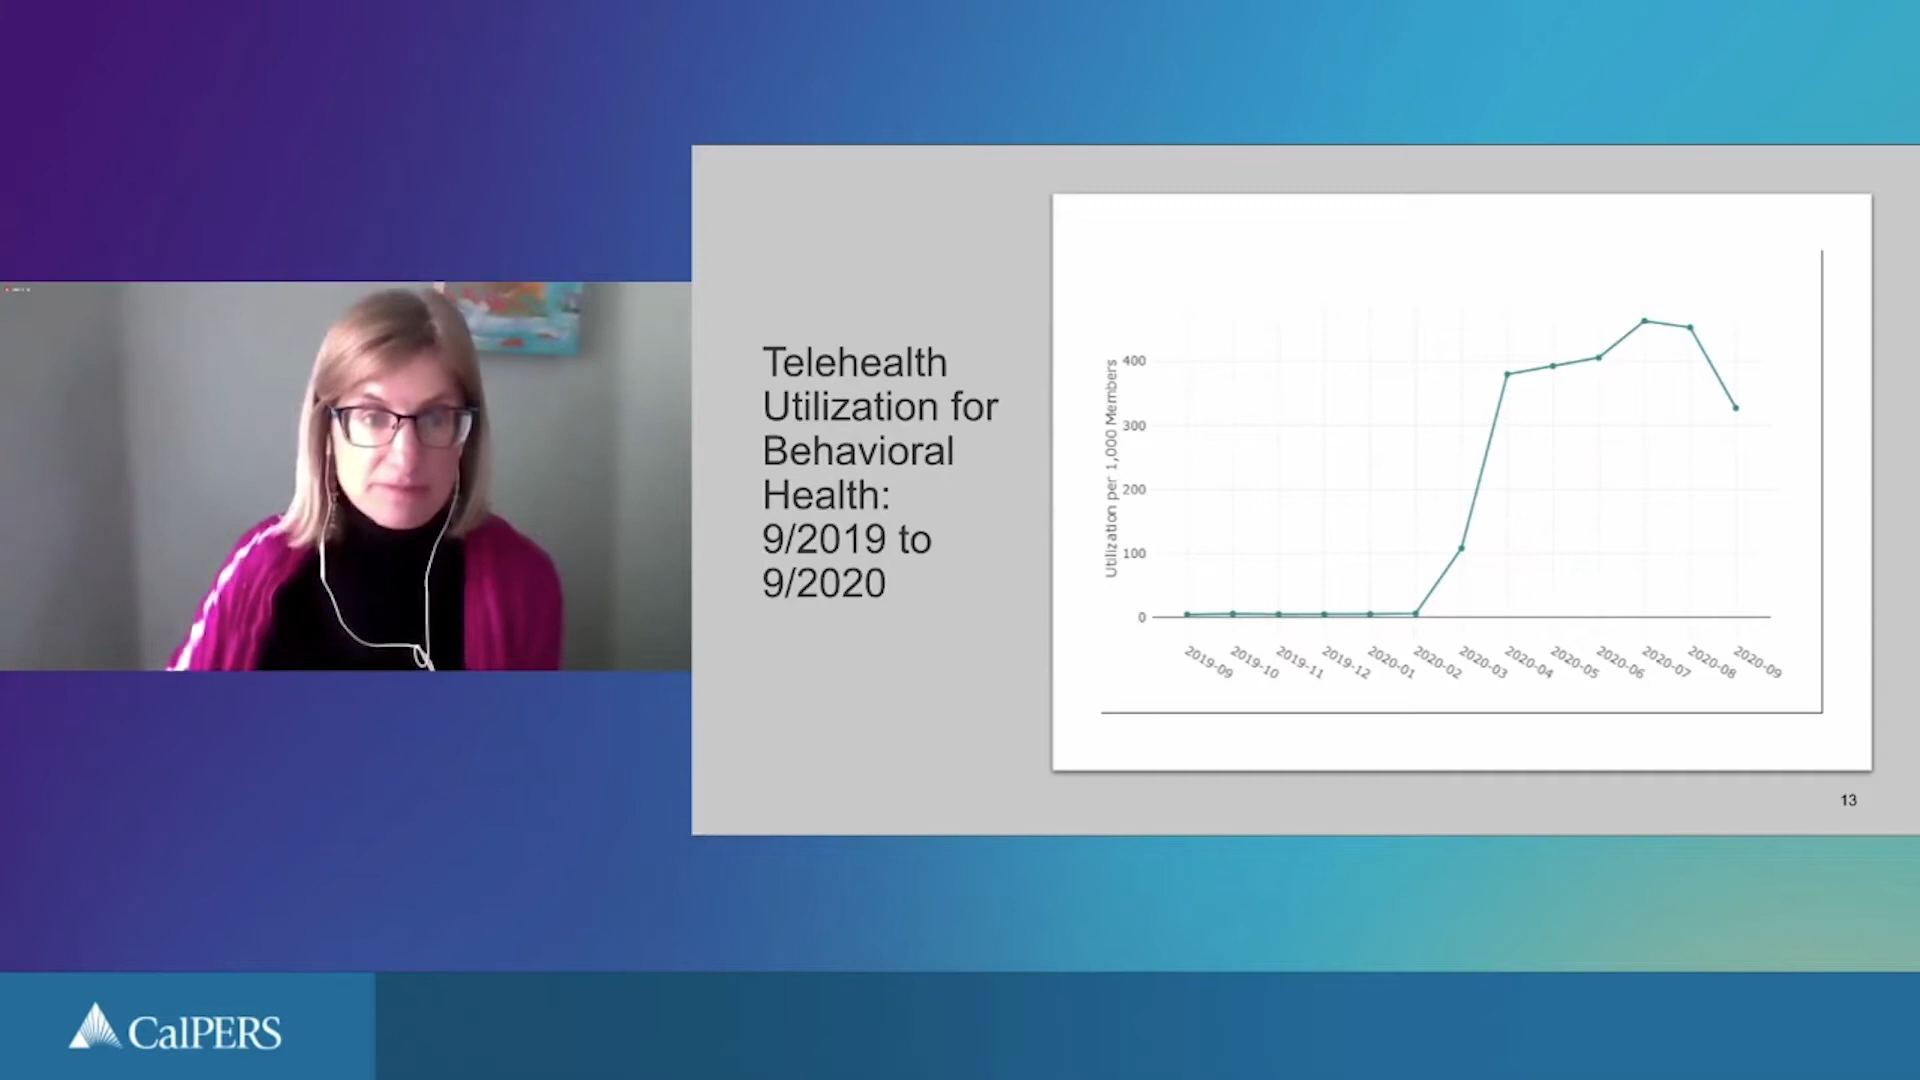 Telehealth
Utilization for
Behavioral
Health:
9/2019 to
9/2020
Utilization per 1,000 Members
400
300
200
100
0
2019-09
2019-10
2019-11
2019-12
2020-01
2020-02
2020-03
2020-04
2020-05
2020-06
2020-07
2020-08
2020-09
13
CalPERS